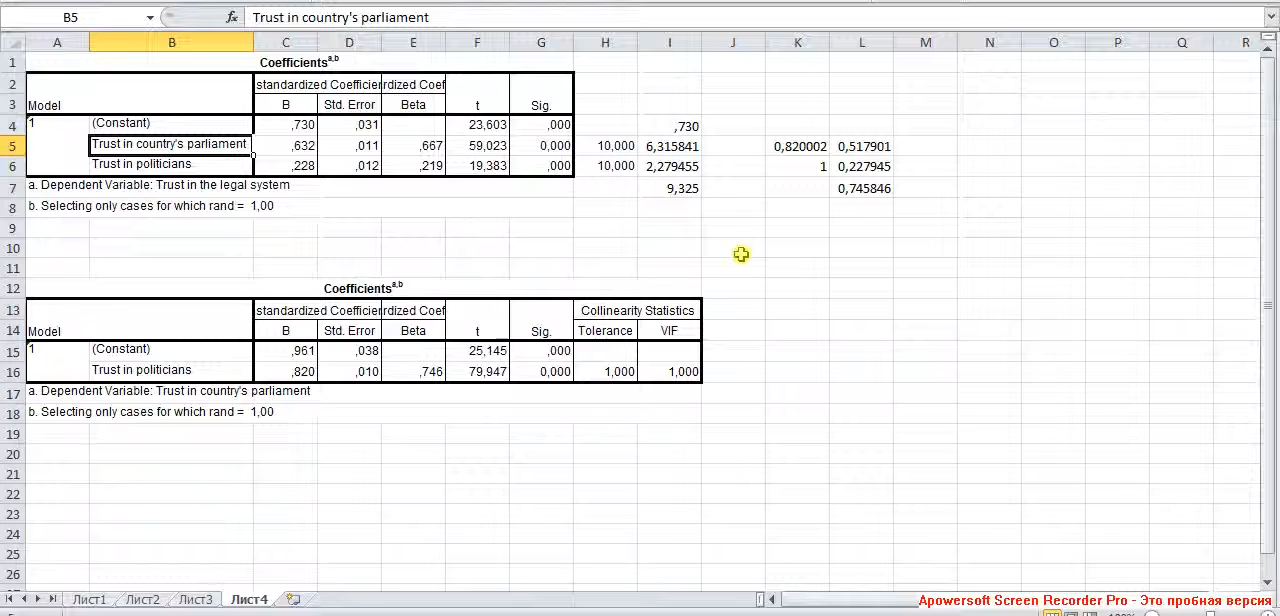 B5 fx Trust in country's parliament
A B C D E F G H I J K L M N O P Q R
1 Coefficientsa,b
2 standardized Coefficien rdized Coef
3 Model B Std. Error Beta t Sig.
4 1 (Constant) ,730 ,031 23,603 ,000 ,730
5 Trust in country's parliament ,632 ,011 ,667 59,023 0,000 10,000 6,315841 0,820002 0,517901
6 Trust in politicians ,228 ,012 ,219 19,383 ,000 10,000 2,279455 1 0,227945
7 a. Dependent Variable: Trust in the legal system 9,325 0,745846
8 b. Selecting only cases for which rand = 1,00
9
10
11
12 Coefficientsa,b
13 standardized Coefficien rdized Coef Collinearity Statistics
14 Model B Std. Error Beta t Sig. Tolerance VIF
15 1 (Constant) ,961 ,038 25,145 ,000
16 Trust in politicians ,820 ,010 ,746 79,947 0,000 1,000 1,000
17 a. Dependent Variable: Trust in country's parliament
18 b. Selecting only cases for which rand = 1,00
19
20
21
22
23
24
25
26
Лист1 Лист2 Лист3 Лист4
Apowersoft Screen Recorder Pro - Это пробная версия